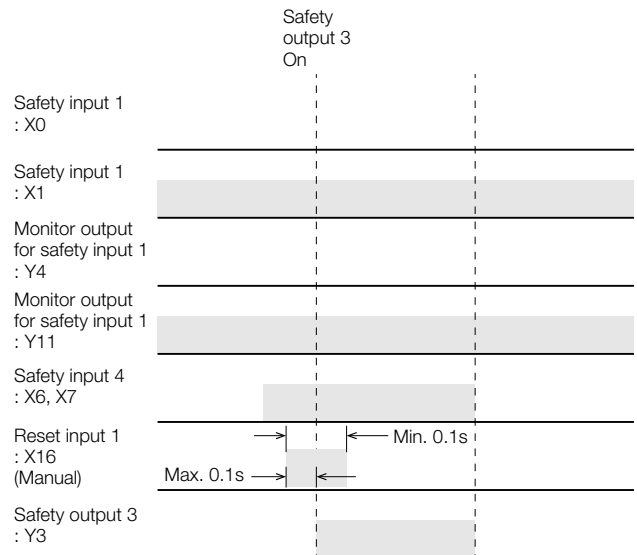 Safety
output 3
On
Safety input 1
: X0
Safety input 1
: X1
Monitor output
for safety input 1
: Y4
Monitor output
for safety input 1
: Y11
Safety input 4
: X6, X7
Reset input 1
: X16
(Manual)
Min. 0.1s
Max. 0.1s
Safety output 3
: Y3